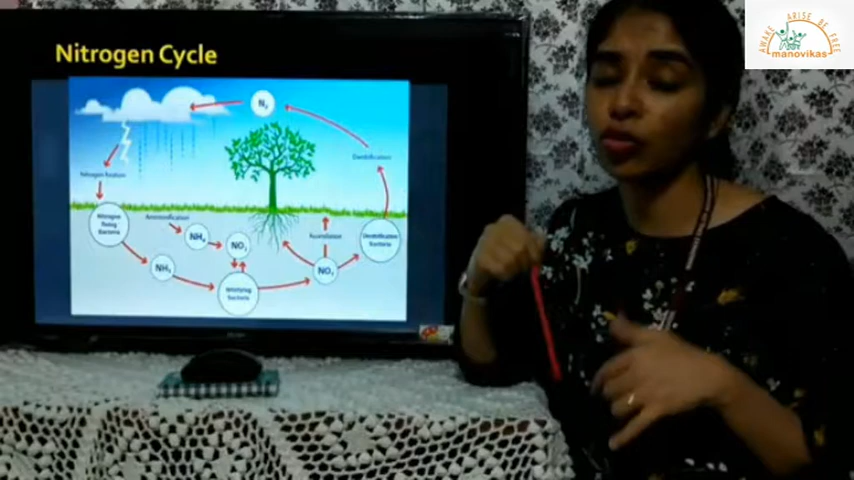 AWARE ARISE BE FREE
manovikas
Nitrogen Cycle
N₂
Denitrification
Nitrogen fixation
Nitrogen
fixing
Bacteria
Ammonification
NH₄
NO₂
Assimilation
Denitrification
Bacteria
NH₃
Nitrifying
bacteria
NO₃